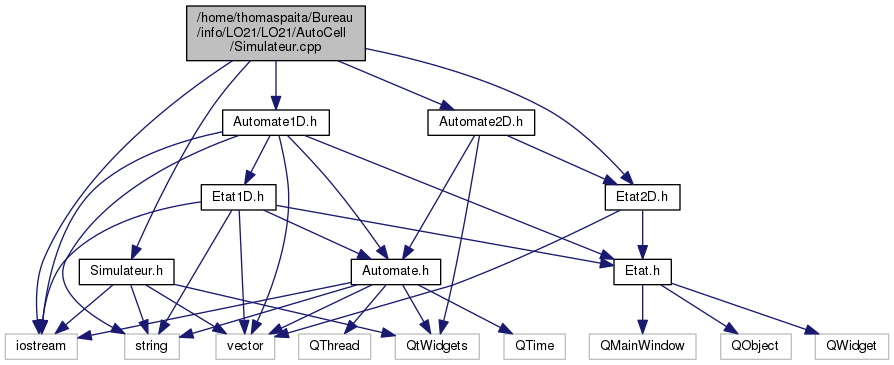 /home/thomaspaita/Bureau
/info/LO21/LO21/AutoCell
/Simulateur.cpp
Automate1D.h
Automate2D.h
Etat1D.h
Etat2D.h
Simulateur.h
Automate.h
Etat.h
iostream
string
vector
QThread
QtWidgets
QTime
QMainWindow
QObject
QWidget